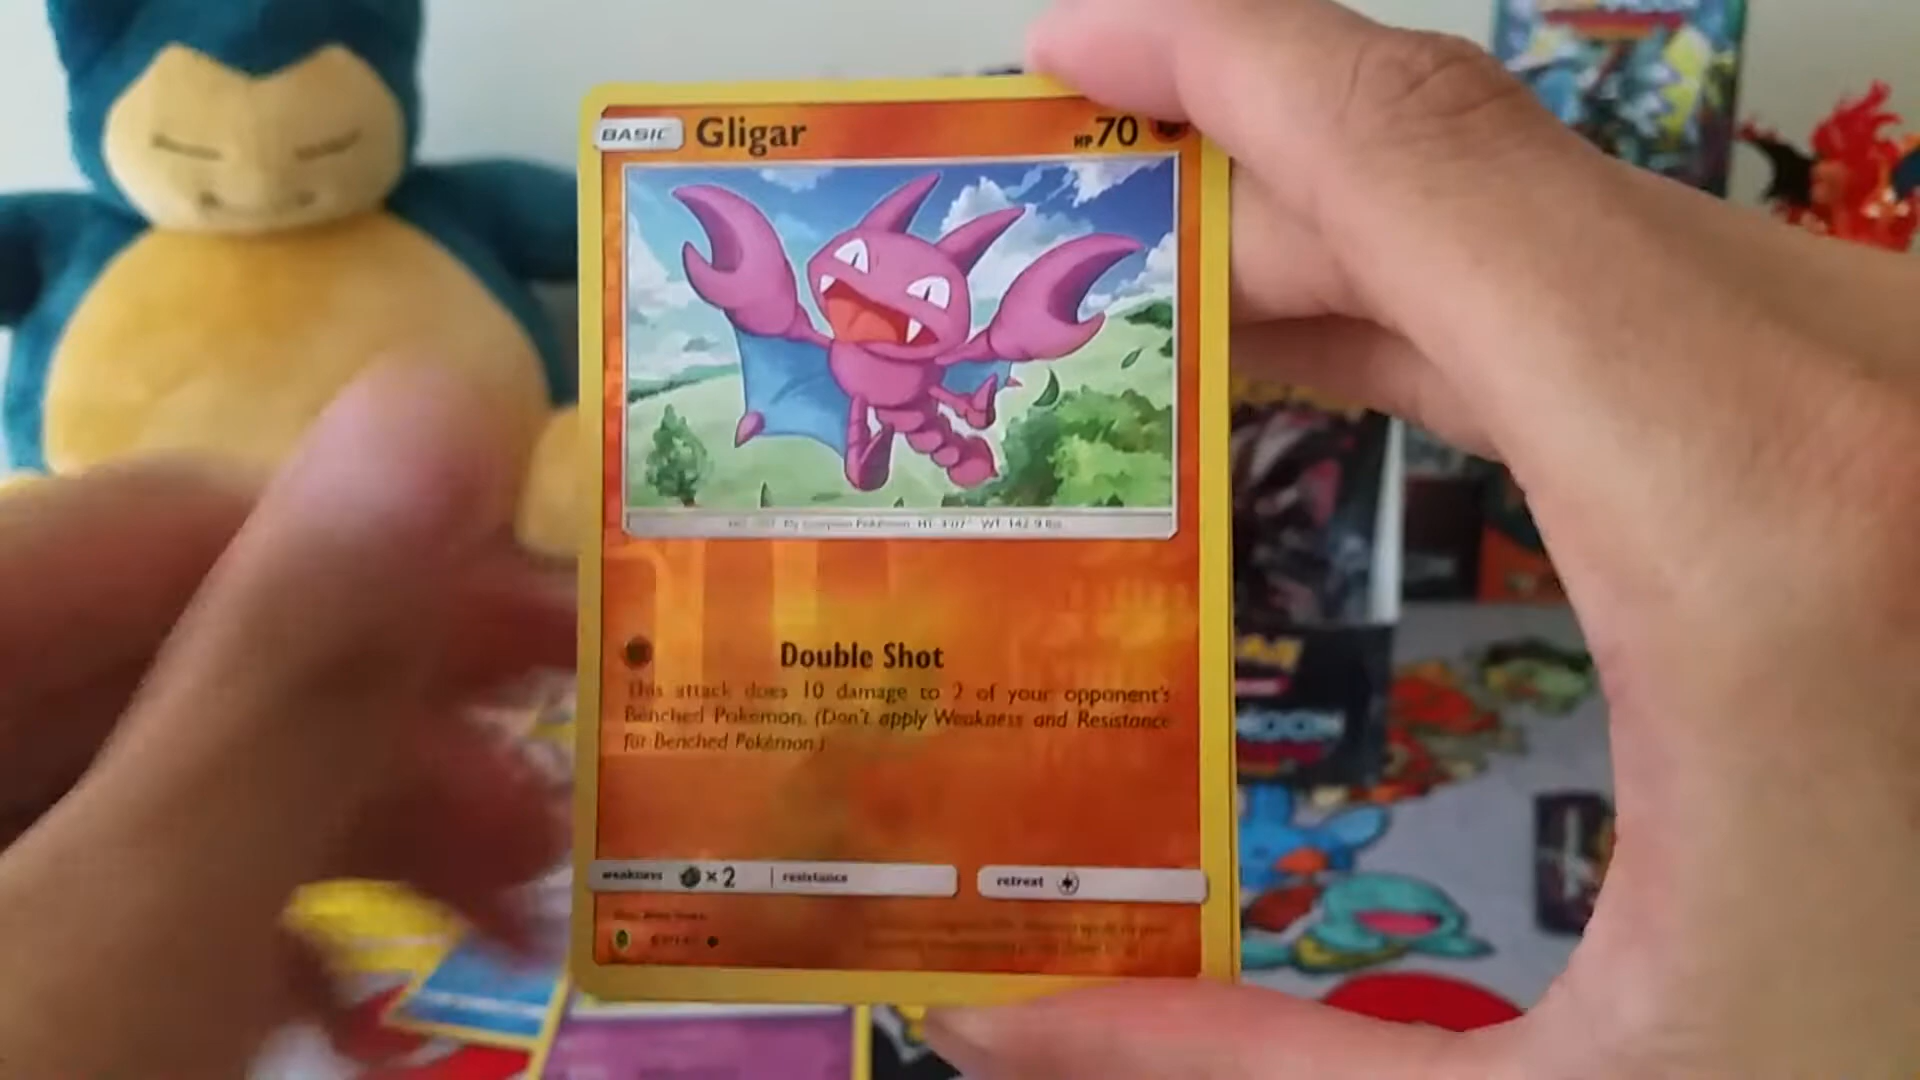 BASIC Gligar HP 70
Double Shot
This attack does 10 damage to 2 of your opponent's
Benched Pokémon. (Don't apply Weakness and Resistance
for Benched Pokémon.)
weakness ×2 resistance retreat
MOON